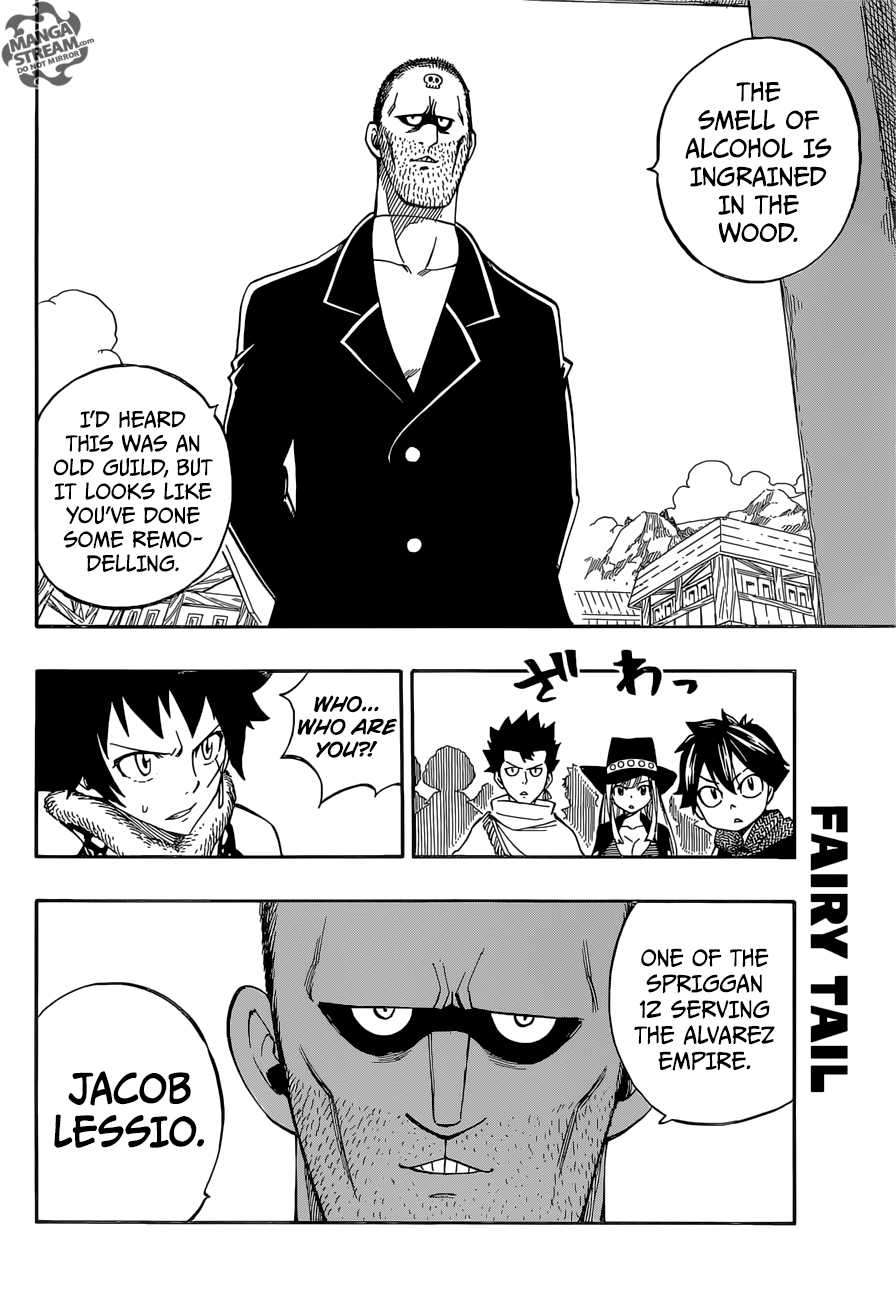 MANGA
STREAM.com
DO NOT MIRROR
THE
SMELL OF
ALCOHOL IS
INGRAINED
IN THE
WOOD.
I'D HEARD
THIS WAS AN
OLD GUILD, BUT
IT LOOKS LIKE
YOU'VE DONE
SOME REMO-
DELLING.
ざわっ
WHO...
WHO ARE
YOU?!
ONE OF THE
SPRIGGAN
12 SERVING
THE ALVAREZ
EMPIRE.
JACOB
LESSIO.
FAIRY TAIL